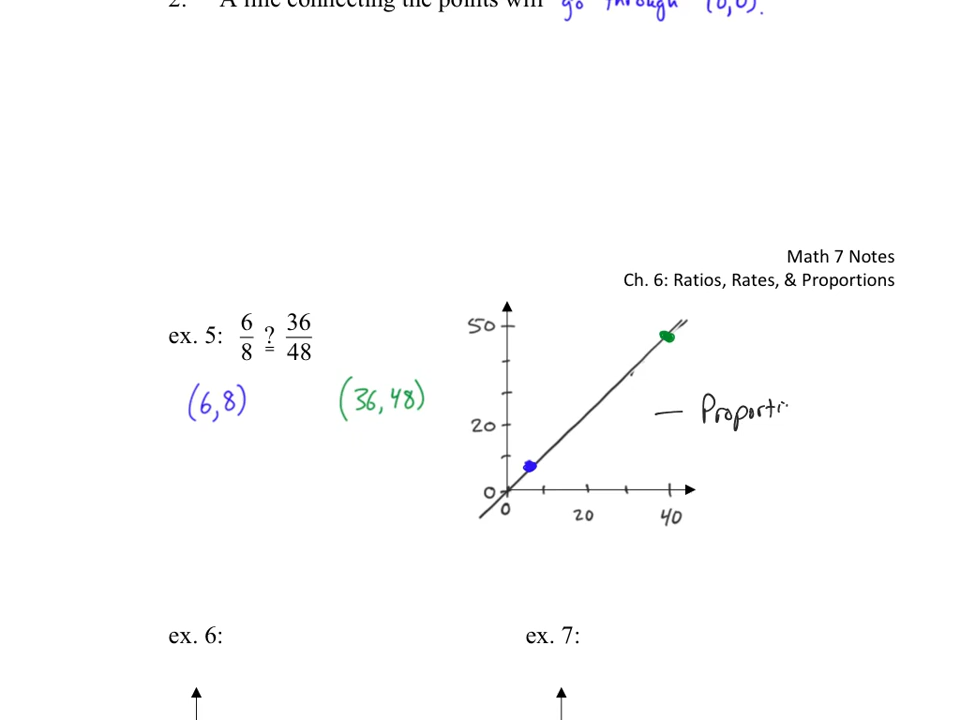 2. A line connecting the points will go through (0,0).
Math 7 Notes
Ch. 6: Ratios, Rates, & Proportions
ex. 5: 6/8 ?= 36/48
(6,8) (36,48)
50
20
0
0 20 40
— Proporti
ex. 6: ex. 7: